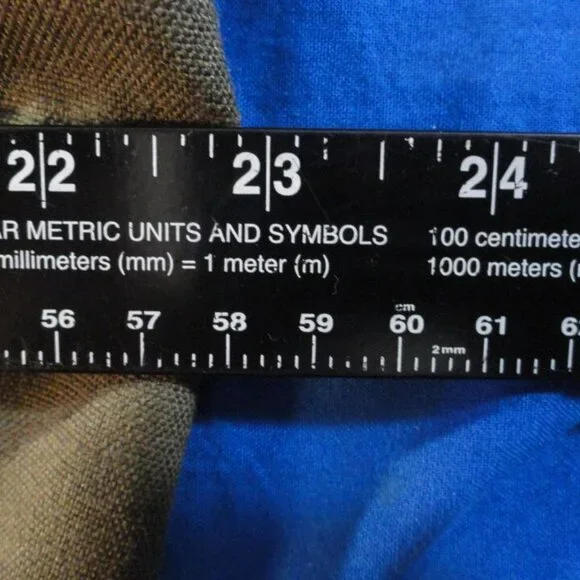 22 23 24
AR METRIC UNITS AND SYMBOLS 100 centimete
millimeters (mm) = 1 meter (m) 1000 meters (
cm
56 57 58 59 60 61 6
2mm